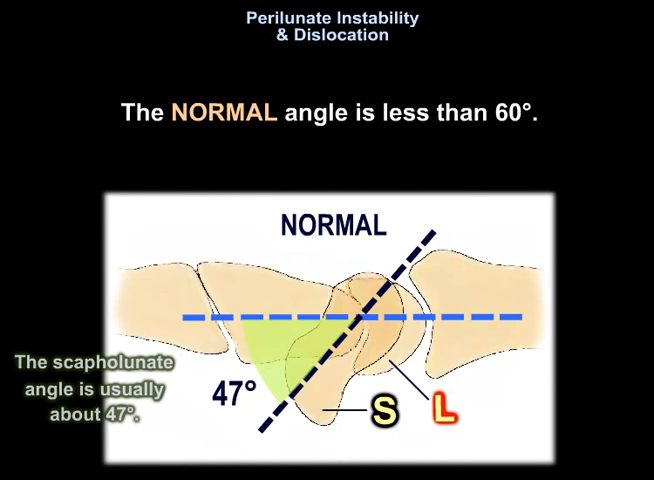 Perilunate Instability
& Dislocation
The NORMAL angle is less than 60°.
NORMAL
The scapholunate
angle is usually
about 47°.
47°
S
L